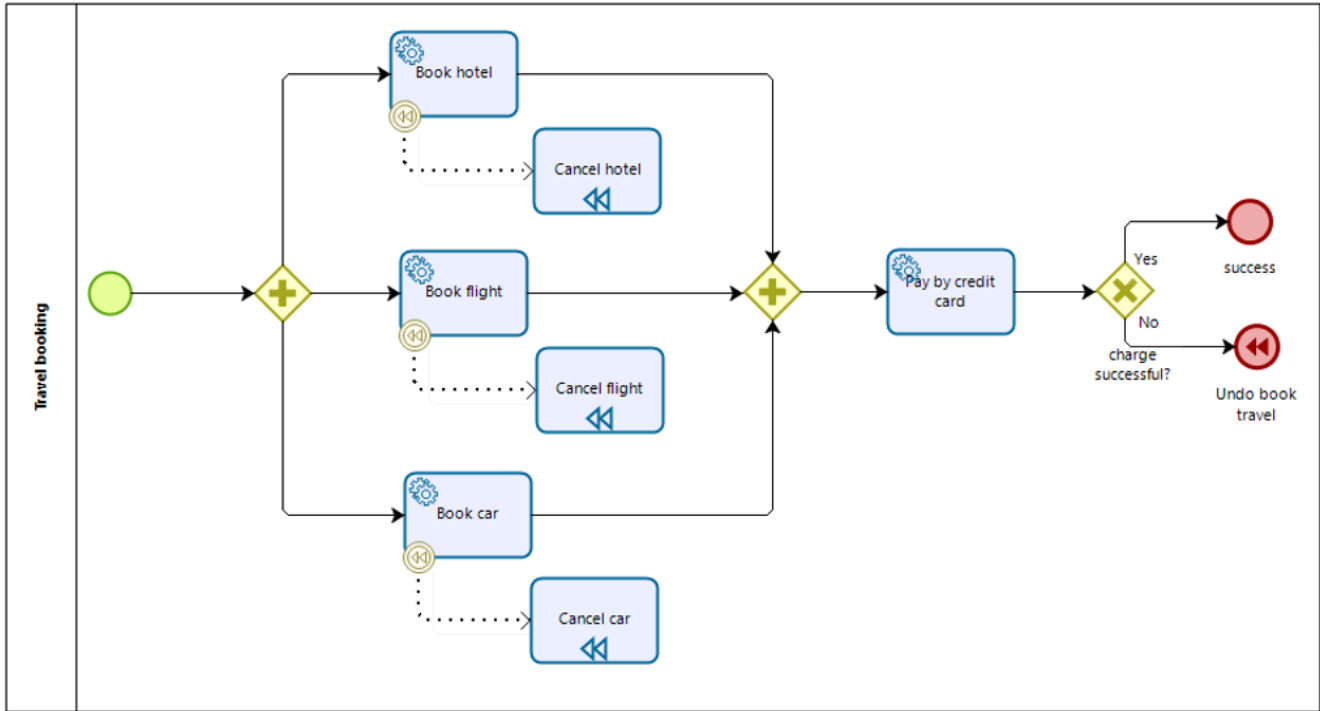 Travel booking
Book hotel
Cancel hotel
Book flight
Cancel flight
Book car
Cancel car
Pay by credit
card
Yes
No
charge
successful?
success
Undo book
travel